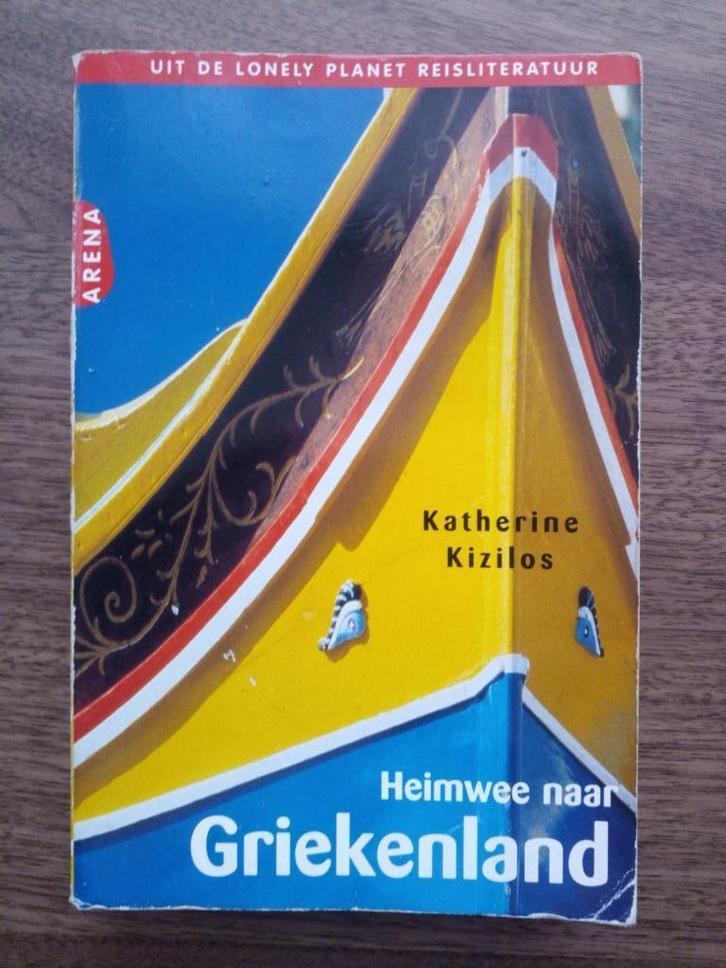 UIT DE LONELY PLANET REISLITERATUUR
ARENA
Katherine
Kizilos
Heimwee naar
Griekenland